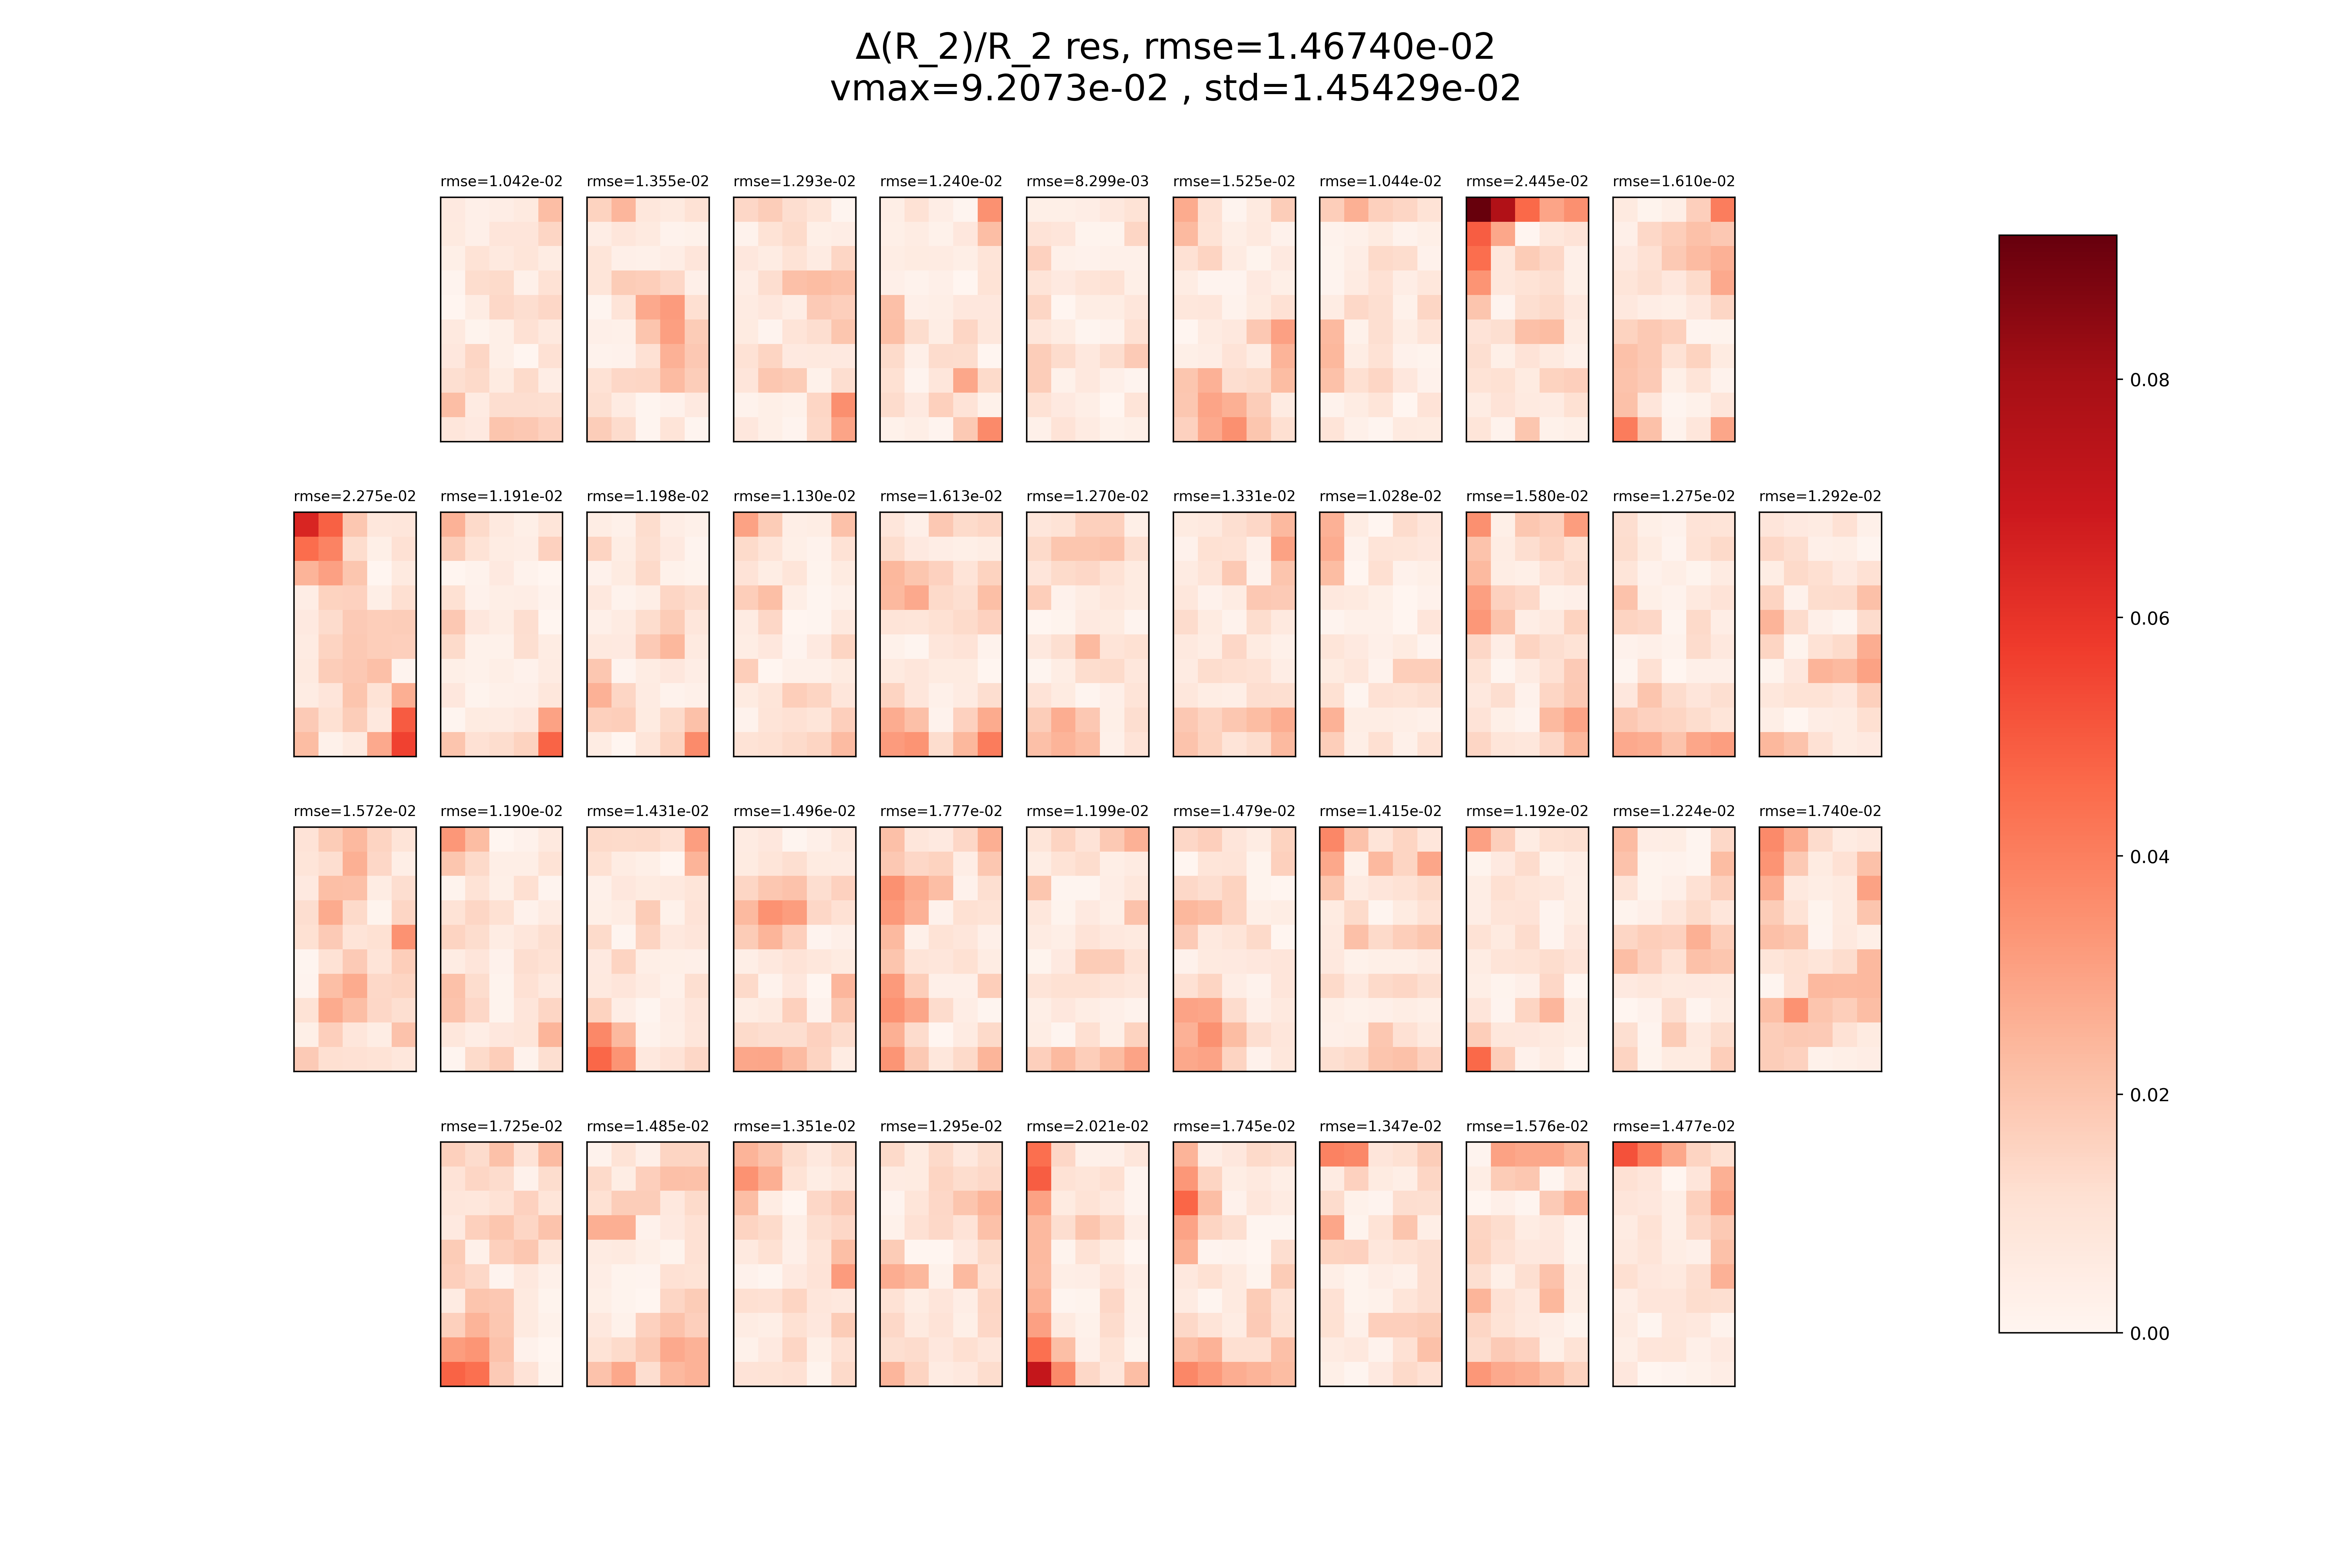 Δ(R_2)/R_2 res, rmse=1.46740e-02
vmax=9.2073e-02 , std=1.45429e-02
rmse=1.042e-02 rmse=1.355e-02 rmse=1.293e-02 rmse=1.240e-02 rmse=8.299e-03 rmse=1.525e-02 rmse=1.044e-02 rmse=2.445e-02 rmse=1.610e-02
0.08
rmse=2.275e-02 rmse=1.191e-02 rmse=1.198e-02 rmse=1.130e-02 rmse=1.613e-02 rmse=1.270e-02 rmse=1.331e-02 rmse=1.028e-02 rmse=1.580e-02 rmse=1.275e-02 rmse=1.292e-02
0.06
rmse=1.572e-02 rmse=1.190e-02 rmse=1.431e-02 rmse=1.496e-02 rmse=1.777e-02 rmse=1.199e-02 rmse=1.479e-02 rmse=1.415e-02 rmse=1.192e-02 rmse=1.224e-02 rmse=1.740e-02
0.04
0.02
rmse=1.725e-02 rmse=1.485e-02 rmse=1.351e-02 rmse=1.295e-02 rmse=2.021e-02 rmse=1.745e-02 rmse=1.347e-02 rmse=1.576e-02 rmse=1.477e-02
0.00